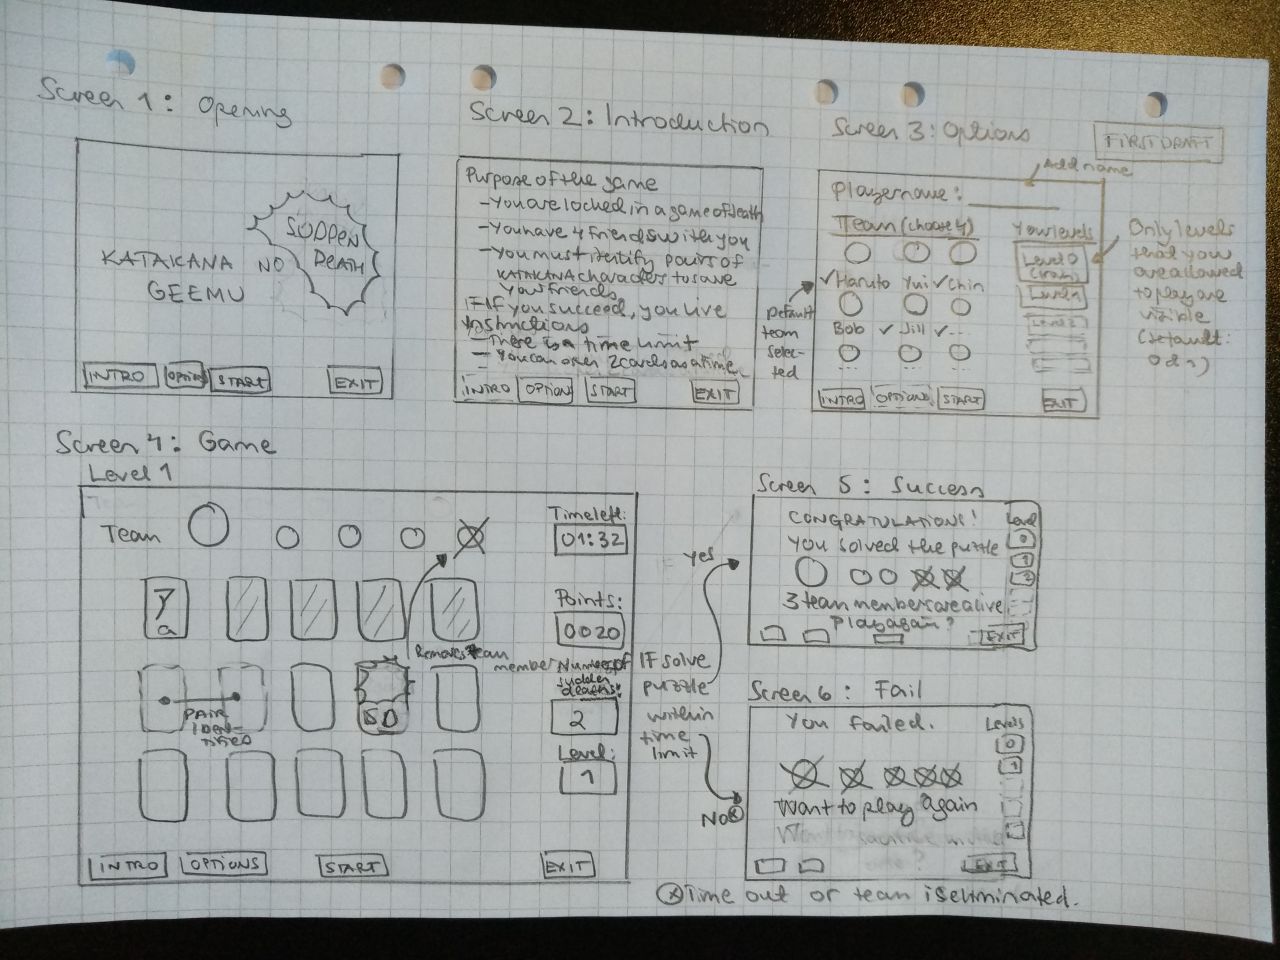 Screen 1: Opening
KATAKANA NO
GEEMU
SUDDEN
DEATH
INTRO OPTION START EXIT
Screen 2: Introduction
Purpose of the game
- You are locked in a game of death
- You have 4 friends with you
- You must identify pairs of
KATAKANA characters to save
your friends
If you succeed, you live
Instructions
- There is a time limit
- You can open 2 cards at a time
INTRO OPTION START EXIT
Screen 3: Options
FIRST DRAFT
Add name
Player name:
Team (choose 4)
✓ Haruto Yui ✓ Chin
Bob ✓ Jill ✓ ...
... ... ...
Your levels
Level 0
Level 1
Level 2
INTRO OPTIONS START EXIT
Default
team
selec-
ted
Only levels
that you
are allowed
to play are
visible
(default:
Screen 4: Game
Level 1
Team
Time left:
01:32
ア
a
Points:
0020
Removes team
member
Number of
sudden
deaths:
2
PAIR
IDEN-
TIFIED
SD
Level:
1
INTRO OPTIONS START EXIT
IF solve
puzzle
within
time
limit
Yes
No ⓧ
Screen 5: Success
CONGRATULATIONS!
You solved the puzzle
3 team members are alive
Play again?
EXIT
Level
0
1
2
Screen 6: Fail
You failed.
Want to play again
EXIT
Levels
0
1
ⓧ Time out or team is eliminated.